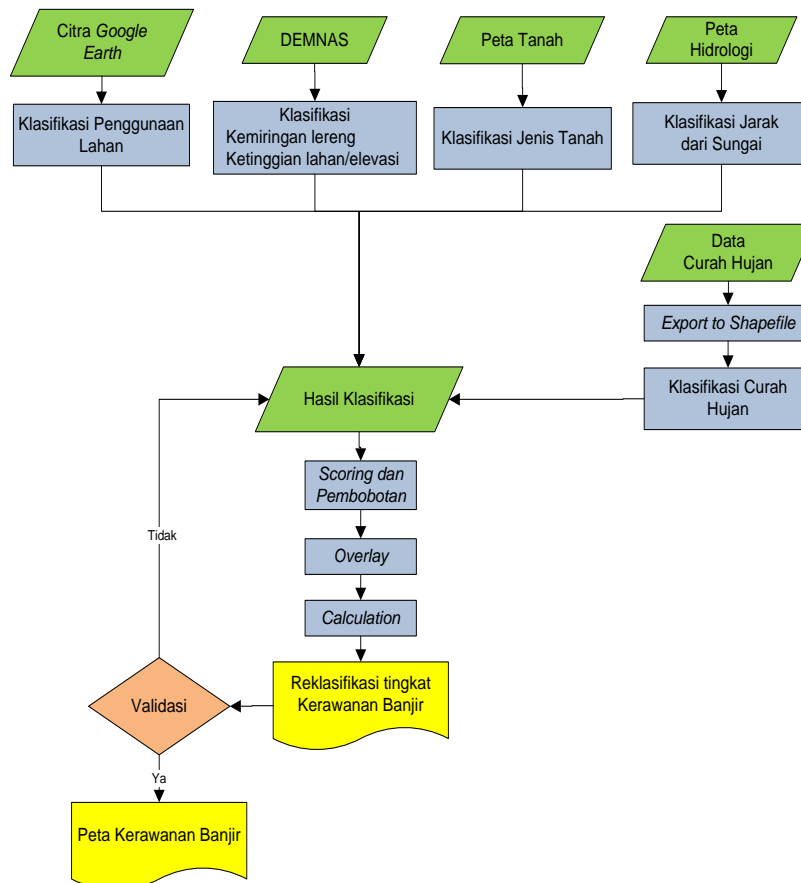 Citra Google
Earth
DEMNAS
Peta Tanah
Peta
Hidrologi
Klasifikasi Penggunaan
Lahan
Klasifikasi
Kemiringan lereng
Ketinggian lahan/elevasi
Klasifikasi Jenis Tanah
Klasifikasi Jarak
dari Sungai
Data
Curah Hujan
Export to Shapefile
Klasifikasi Curah
Hujan
Hasil Klasifikasi
Scoring dan
Pembobotan
Overlay
Calculation
Reklasifikasi tingkat
Kerawanan Banjir
Validasi
Tidak
Ya
Peta Kerawanan Banjir